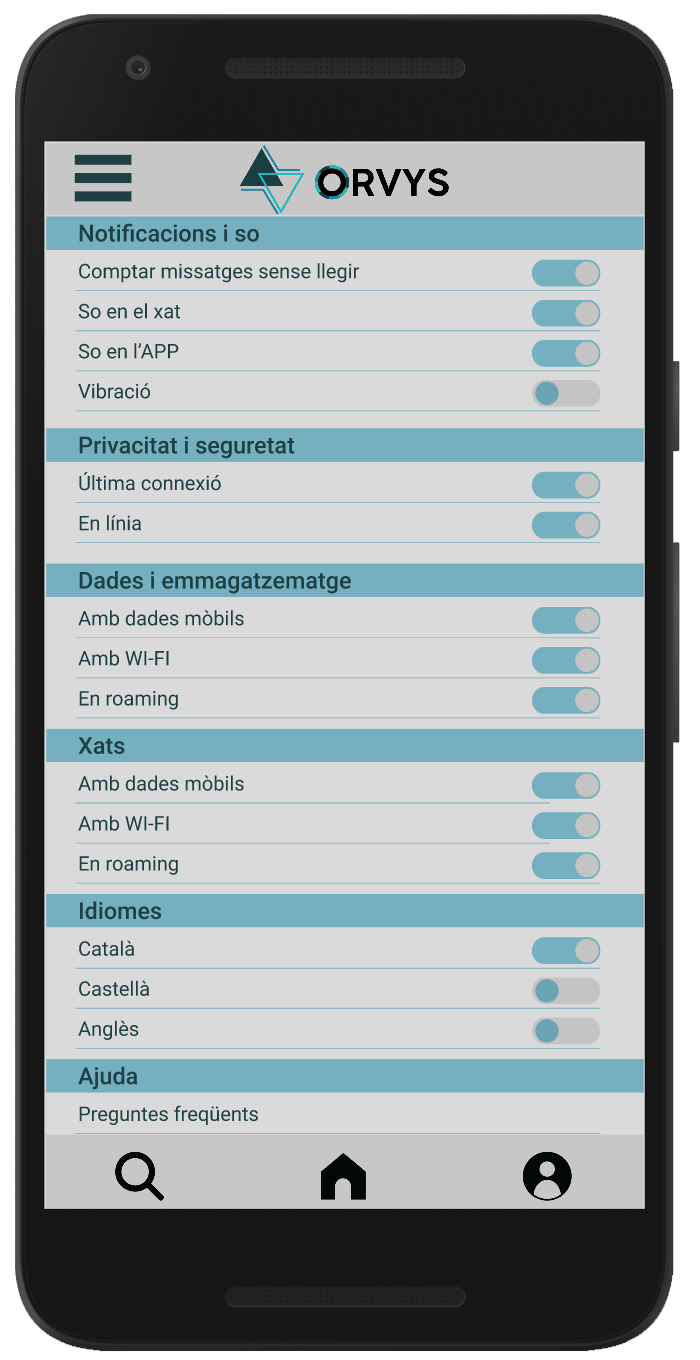 ORVYS
Notificacions i so
Comptar missatges sense llegir
So en el xat
So en l'APP
Vibració
Privacitat i seguretat
Última connexió
En línia
Dades i emmagatzematge
Amb dades mòbils
Amb WI-FI
En roaming
Xats
Amb dades mòbils
Amb WI-FI
En roaming
Idiomes
Català
Castellà
Anglès
Ajuda
Preguntes freqüents